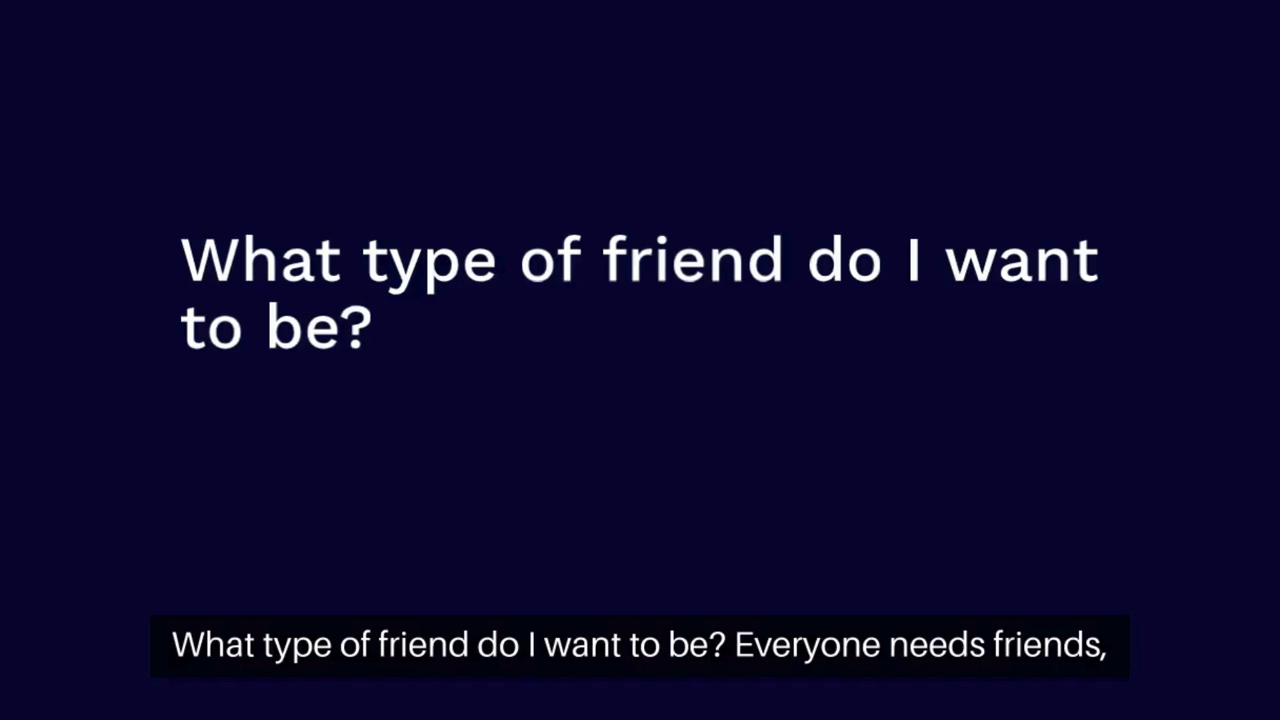 What type of friend do I want
to be?
What type of friend do I want to be? Everyone needs friends,